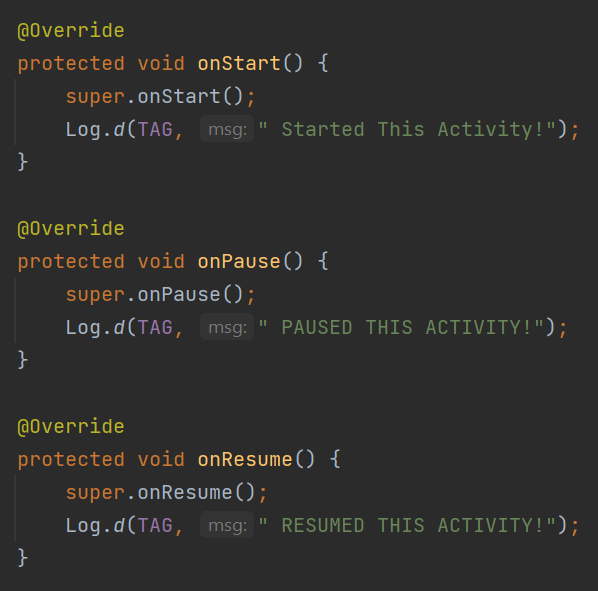 @Override
protected void onStart() {
    super.onStart();
    Log.d(TAG, msg: " Started This Activity!");
}

@Override
protected void onPause() {
    super.onPause();
    Log.d(TAG, msg: " PAUSED THIS ACTIVITY!");
}

@Override
protected void onResume() {
    super.onResume();
    Log.d(TAG, msg: " RESUMED THIS ACTIVITY!");
}